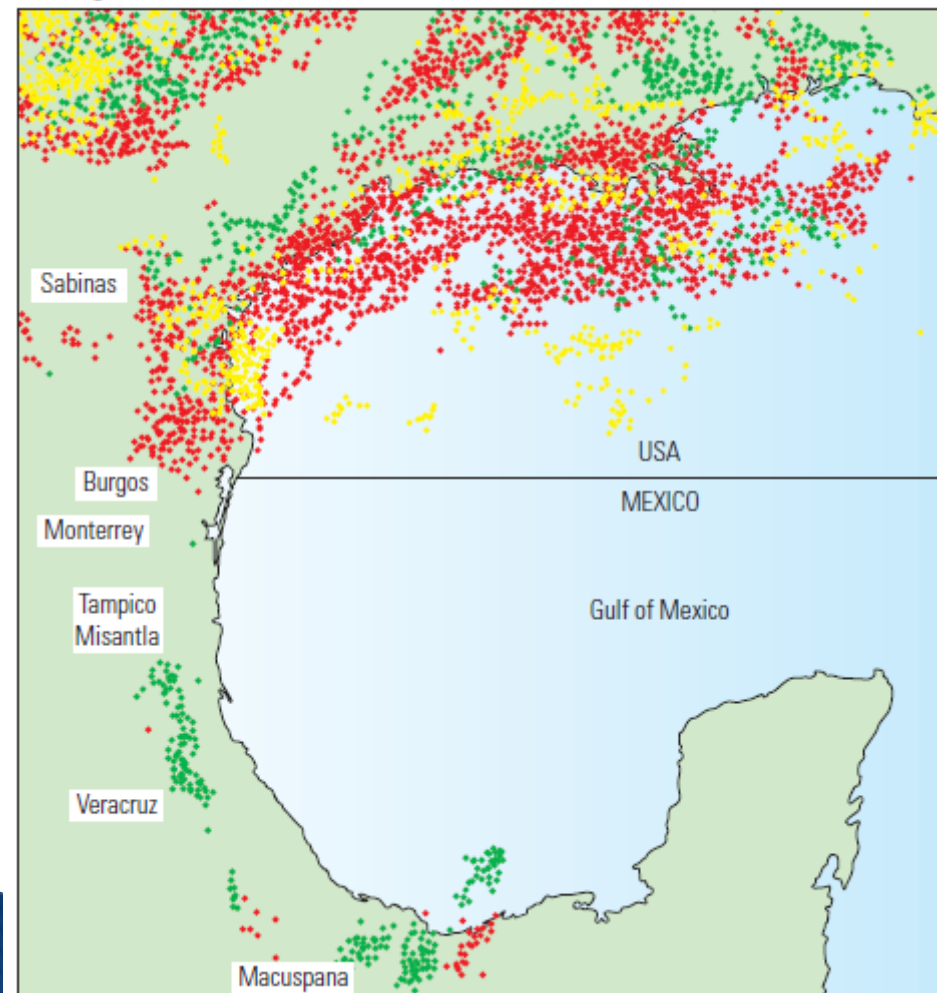 Sabinas
USA
Burgos
MEXICO
Monterrey
Tampico
Misantla
Gulf of Mexico
Veracruz
Macuspana